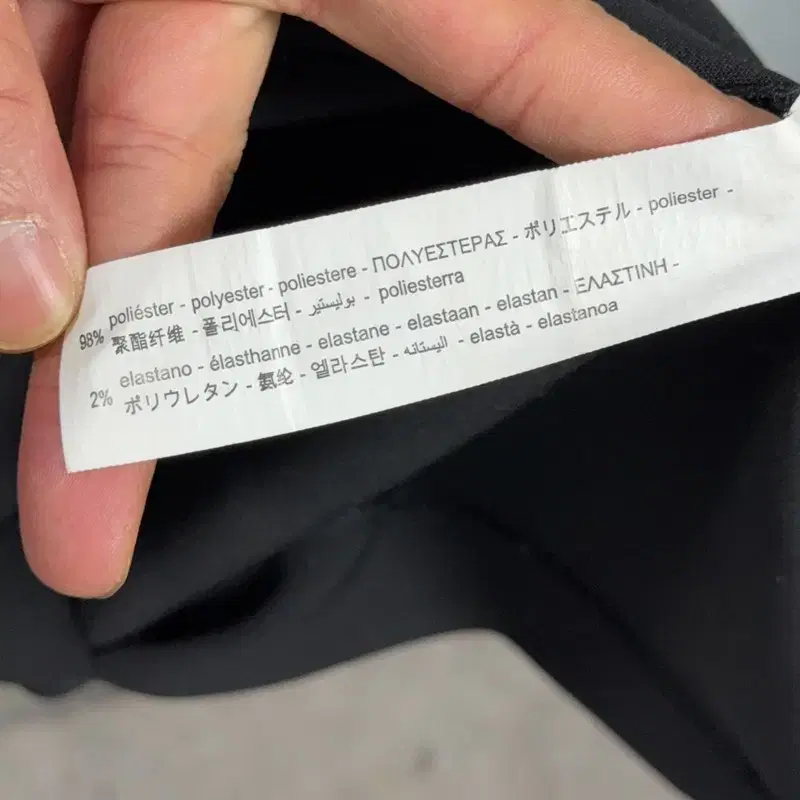 98% poliéster - polyester - poliestere - ΠΟΛΥΕΣΤΕΡΑΣ - ポリエステル - poliester -
聚酯纤维 - 폴리에스터 - بوليستير - poliesterra
2% elastano - élasthanne - elastane - elastaan - elastan - ΕΛΑΣΤΙΝΗ -
ポリウレタン - 氨纶 - 엘라스탄 - اليستانه - elastà - elastanoa